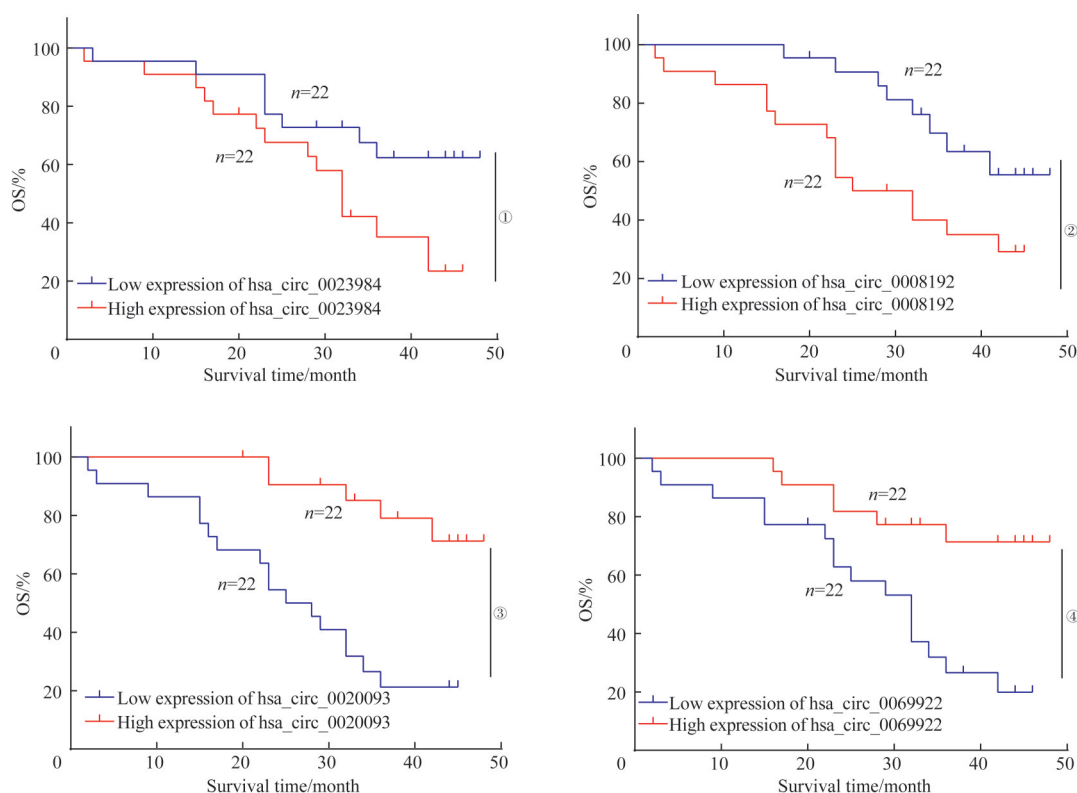 100
80
60
40
20
0
10
20
30
40
50
OS/%
Survival time/month
n=22
n=22
①
Low expression of hsa_circ_0023984
High expression of hsa_circ_0023984
100
80
60
40
20
0
10
20
30
40
50
OS/%
Survival time/month
n=22
n=22
②
Low expression of hsa_circ_0008192
High expression of hsa_circ_0008192
100
80
60
40
20
0
10
20
30
40
50
OS/%
Survival time/month
n=22
n=22
③
Low expression of hsa_circ_0020093
High expression of hsa_circ_0020093
100
80
60
40
20
0
10
20
30
40
50
OS/%
Survival time/month
n=22
n=22
④
Low expression of hsa_circ_0069922
High expression of hsa_circ_0069922